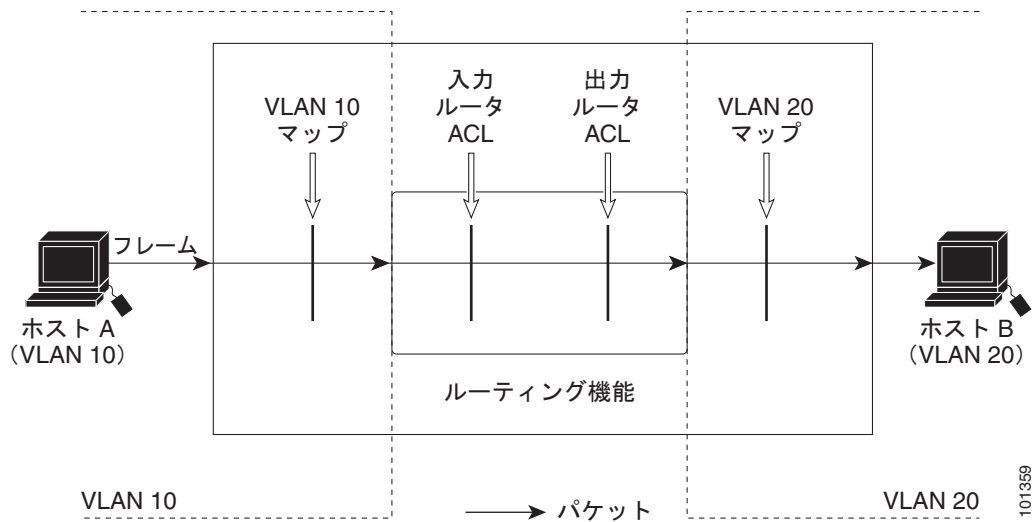 VLAN 10
マップ
入力
ルータ
ACL
出力
ルータ
ACL
VLAN 20
マップ
フレーム
ホスト A
(VLAN 10)
ホスト B
(VLAN 20)
ルーティング機能
VLAN 10
パケット
VLAN 20
101359